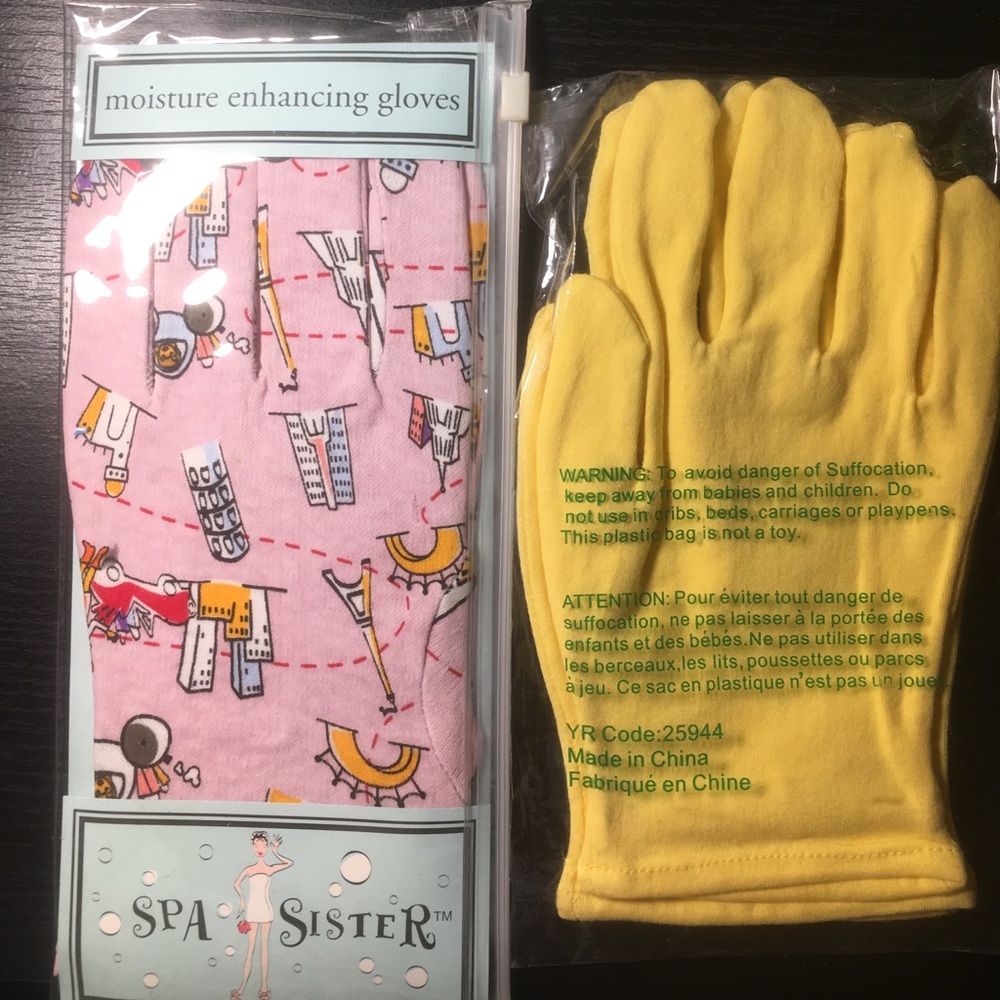 moisture enhancing gloves
SPA SISTER™
WARNING: To avoid danger of Suffocation,
keep away from babies and children. Do
not use in cribs, beds, carriages or playpens.
This plastic bag is not a toy.
ATTENTION: Pour éviter tout danger de
suffocation, ne pas laisser à la portée des
enfants et des bébés.Ne pas utiliser dans
les berceaux,les lits, poussettes ou parcs
à jeu. Ce sac en plastique n'est pas un jouet.
YR Code:25944
Made in China
Fabriqué en Chine